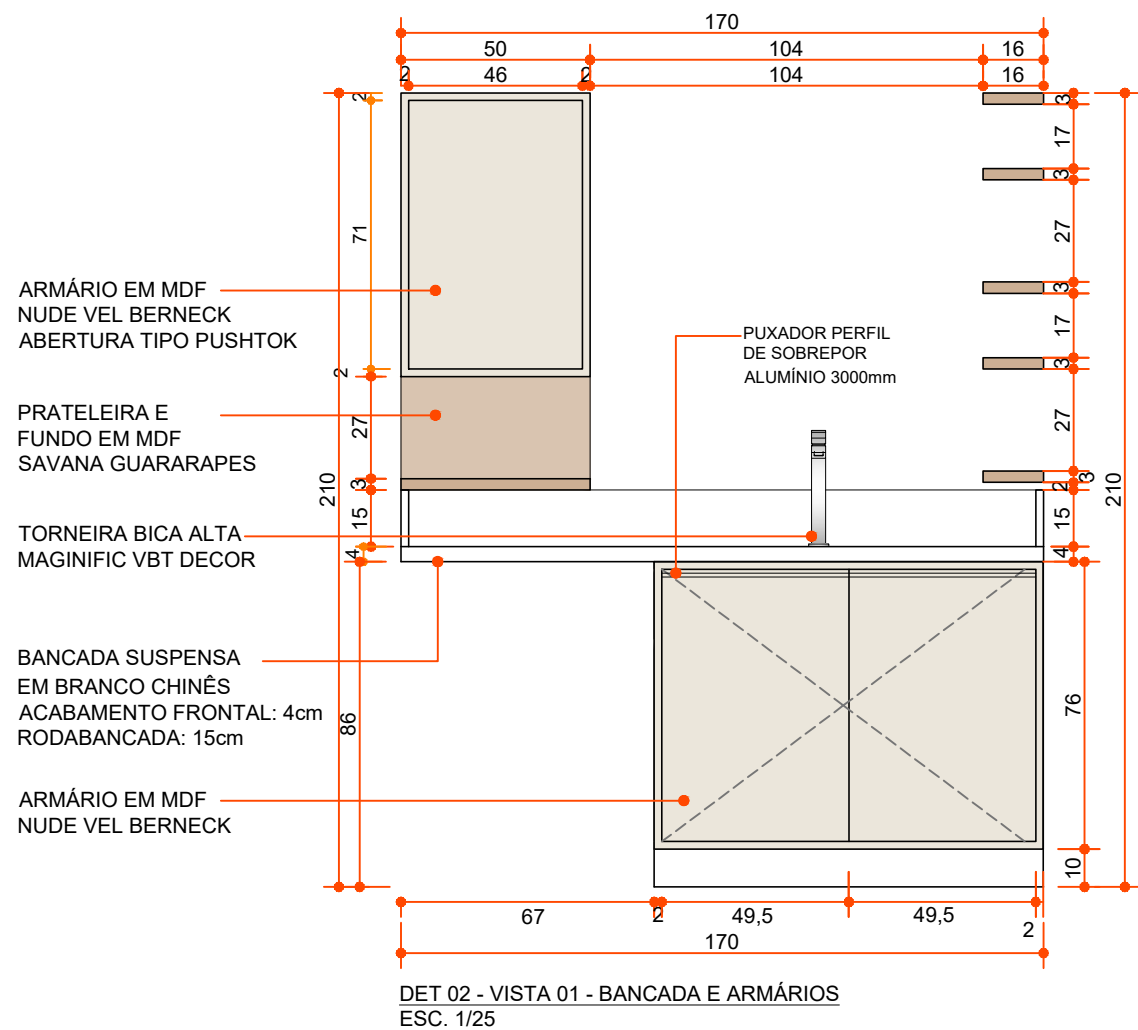 170
50
104
16
2
46
2
104
16
2
71
2
27
3
15
4
210
86
3
17
3
27
3
17
3
27
3
2
15
4
210
76
10
ARMÁRIO EM MDF
NUDE VEL BERNECK
ABERTURA TIPO PUSHTOK
PUXADOR PERFIL
DE SOBREPOR
ALUMÍNIO 3000mm
PRATELEIRA E
FUNDO EM MDF
SAVANA GUARARAPES
TORNEIRA BICA ALTA
MAGINIFIC VBT DECOR
BANCADA SUSPENSA
EM BRANCO CHINÊS
ACABAMENTO FRONTAL: 4cm
RODABANCADA: 15cm
ARMÁRIO EM MDF
NUDE VEL BERNECK
67
2
49,5
49,5
2
170
DET 02 - VISTA 01 - BANCADA E ARMÁRIOS
ESC. 1/25